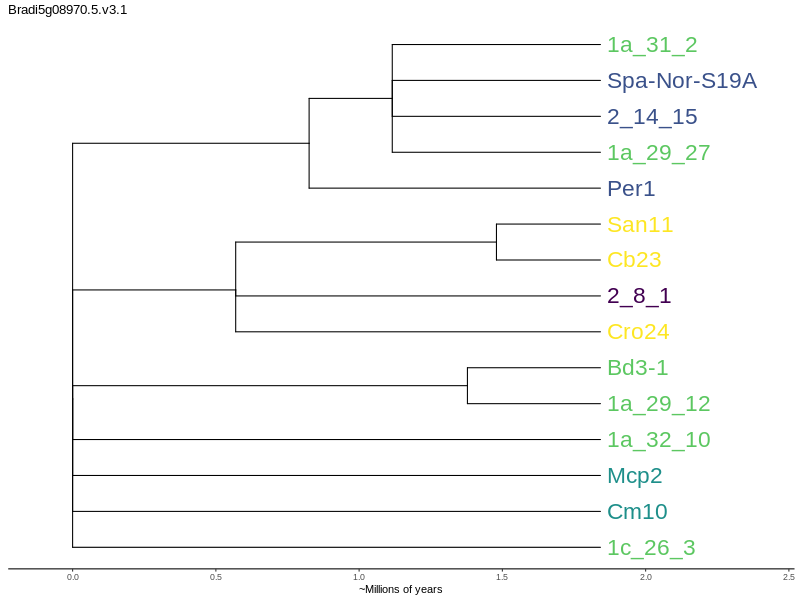 Bradi5g08970.5.v3.1
1a_31_2
Spa-Nor-S19A
2_14_15
1a_29_27
Per1
San11
Cb23
2_8_1
Cro24
Bd3-1
1a_29_12
1a_32_10
Mcp2
Cm10
1c_26_3
0.0 0.5 1.0 1.5 2.0 2.5
~Millions of years